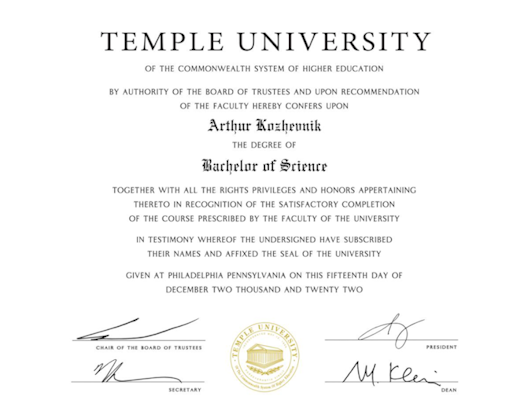 TEMPLE UNIVERSITY
OF THE COMMONWEALTH SYSTEM OF HIGHER EDUCATION
BY AUTHORITY OF THE BOARD OF TRUSTEES AND UPON RECOMMENDATION
OF THE FACULTY HEREBY CONFERS UPON
Arthur Kozhevnik
THE DEGREE OF
Bachelor of Science
TOGETHER WITH ALL THE RIGHTS PRIVILEGES AND HONORS APPERTAINING
THERETO IN RECOGNITION OF THE SATISFACTORY COMPLETION
OF THE COURSE PRESCRIBED BY THE FACULTY OF THE UNIVERSITY
IN TESTIMONY WHEREOF THE UNDERSIGNED HAVE SUBSCRIBED
THEIR NAMES AND AFFIXED THE SEAL OF THE UNIVERSITY
GIVEN AT PHILADELPHIA PENNSYLVANIA ON THIS FIFTEENTH DAY OF
DECEMBER TWO THOUSAND AND TWENTY TWO
CHAIR OF THE BOARD OF TRUSTEES
TEMPLE UNIVERSITY
PRESIDENT
SECRETARY
M. Klein
DEAN